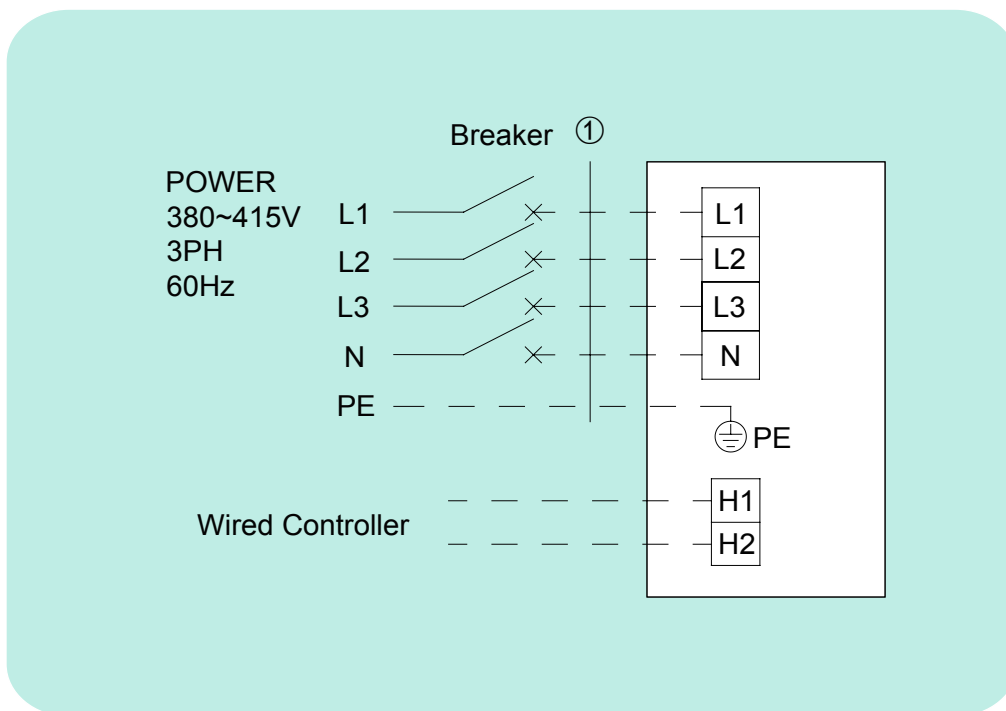 Breaker ①
POWER
380~415V
3PH
60Hz
L1
L2
L3
N
PE
L1
L2
L3
N
PE
Wired Controller
H1
H2